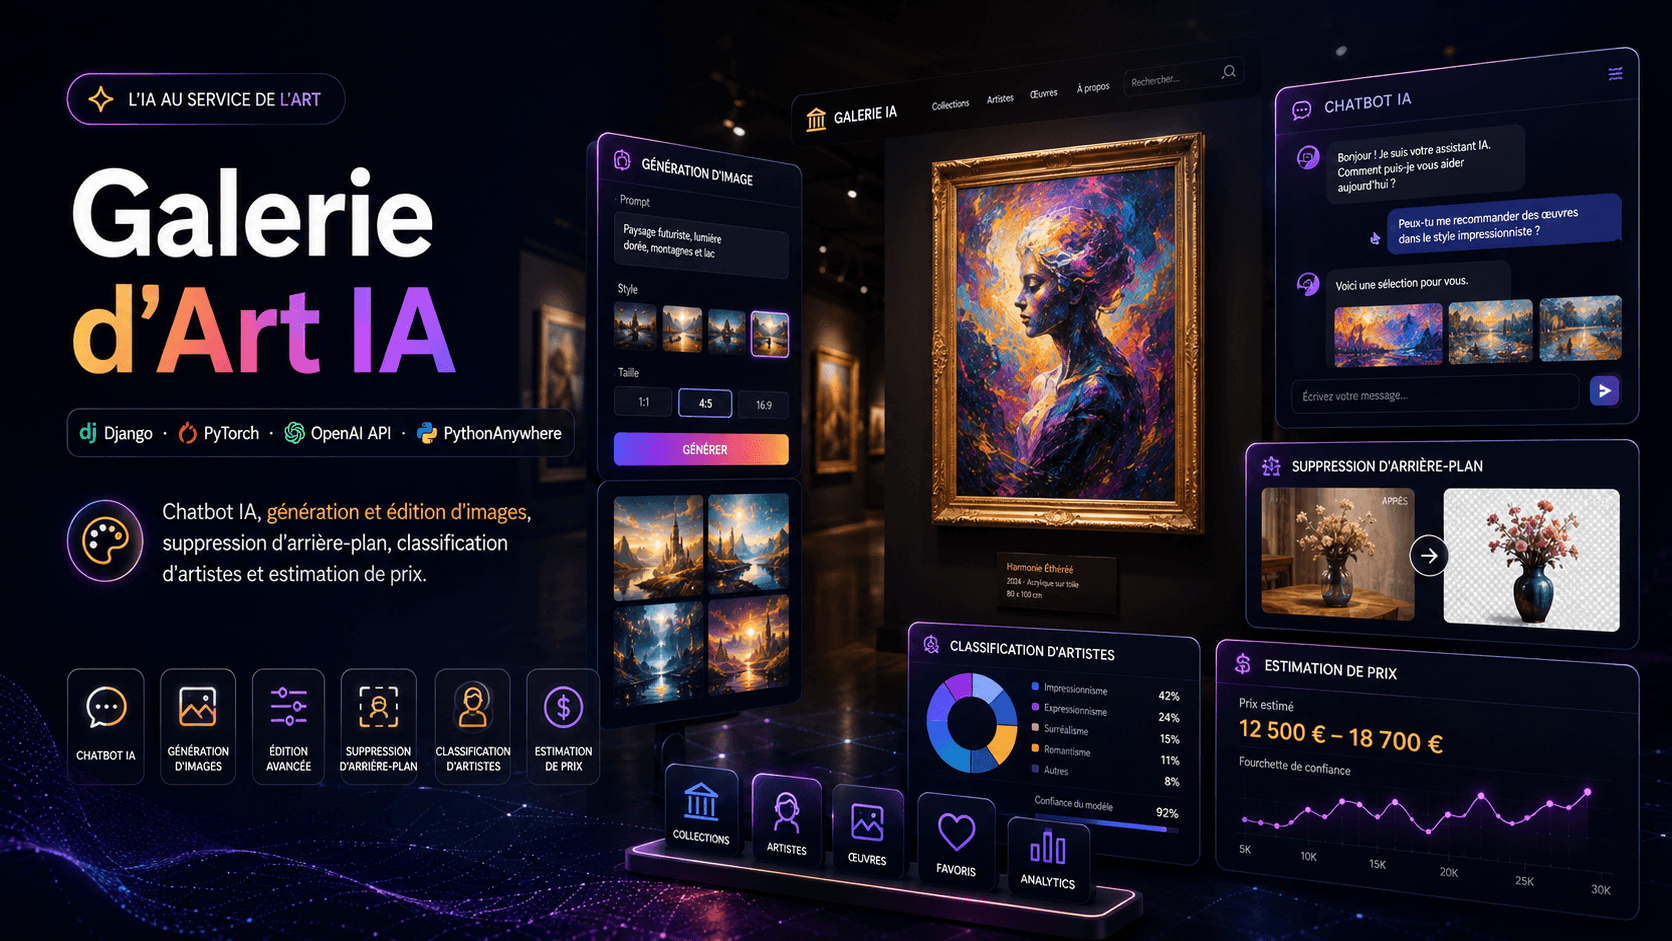 L'IA AU SERVICE DE L'ART
Galerie
d'Art IA
dj Django · PyTorch · OpenAI API · PythonAnywhere
Chatbot IA, génération et édition d'images,
suppression d'arrière-plan, classification
d'artistes et estimation de prix.
CHATBOT IA
GÉNÉRATION
D'IMAGES
ÉDITION
AVANCÉE
SUPPRESSION
D'ARRIÈRE-PLAN
CLASSIFICATION
D'ARTISTES
ESTIMATION
DE PRIX
GÉNÉRATION D'IMAGE
Prompt
Paysage futuriste, lumière
dorée, montagnes et lac
Style
Taille
1:1
4:5
16.9
GÉNÉRER
GALERIE IA
Collections
Artistes
Œuvres
À propos
Rechercher...
Harmonie Éthéréé
2024 - Acrylique sur toile
80 x 100 cm
CHATBOT IA
Bonjour ! Je suis votre assistant IA.
Comment puis-je vous aider
aujourd'hui ?
Peux-tu me recommander des œuvres
dans le style impressionniste ?
Voici une sélection pour vous.
Écrivez votre message...
SUPPRESSION D'ARRIÈRE-PLAN
APPÉS
CLASSIFICATION D'ARTISTES
Impressionnisme 42%
Expressionnisme 24%
Surréalisme 15%
Romantisme 11%
Autres 8%
Confiance du modèle 92%
ESTIMATION DE PRIX
Prix estimé
12 500 € – 18 700 €
Fourchette de confiance
5K 10K 15K 20K 25K 30K
COLLECTIONS
ARTISTES
ŒUVRES
FAVORIS
ANALYTICS